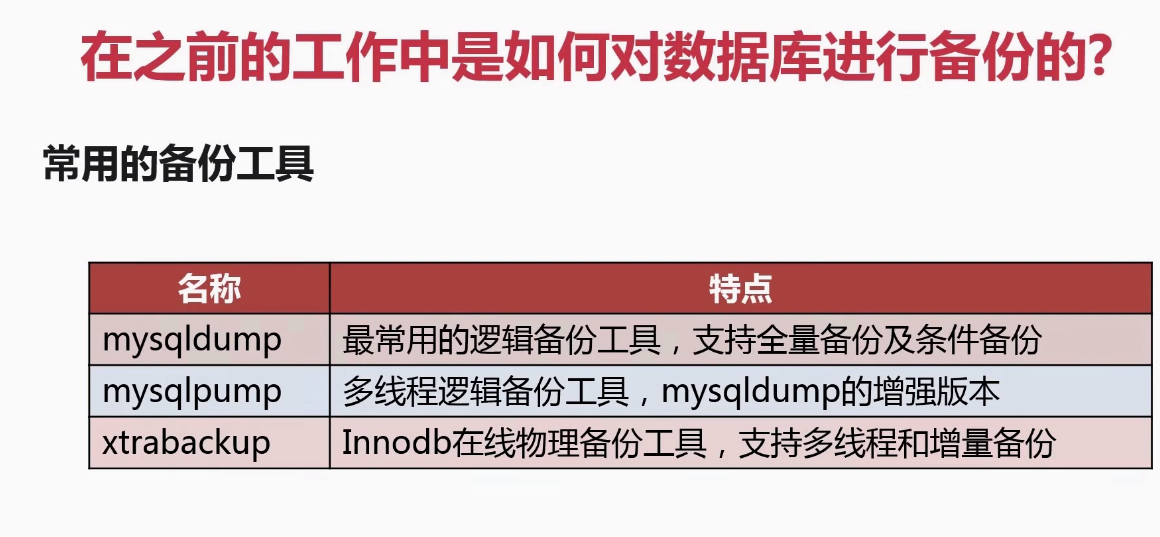 在之前的工作中是如何对数据库进行备份的?
常用的备份工具
名称 特点
mysqldump 最常用的逻辑备份工具，支持全量备份及条件备份
mysqlpump 多线程逻辑备份工具，mysqldump的增强版本
xtrabackup Innodb在线物理备份工具，支持多线程和增量备份